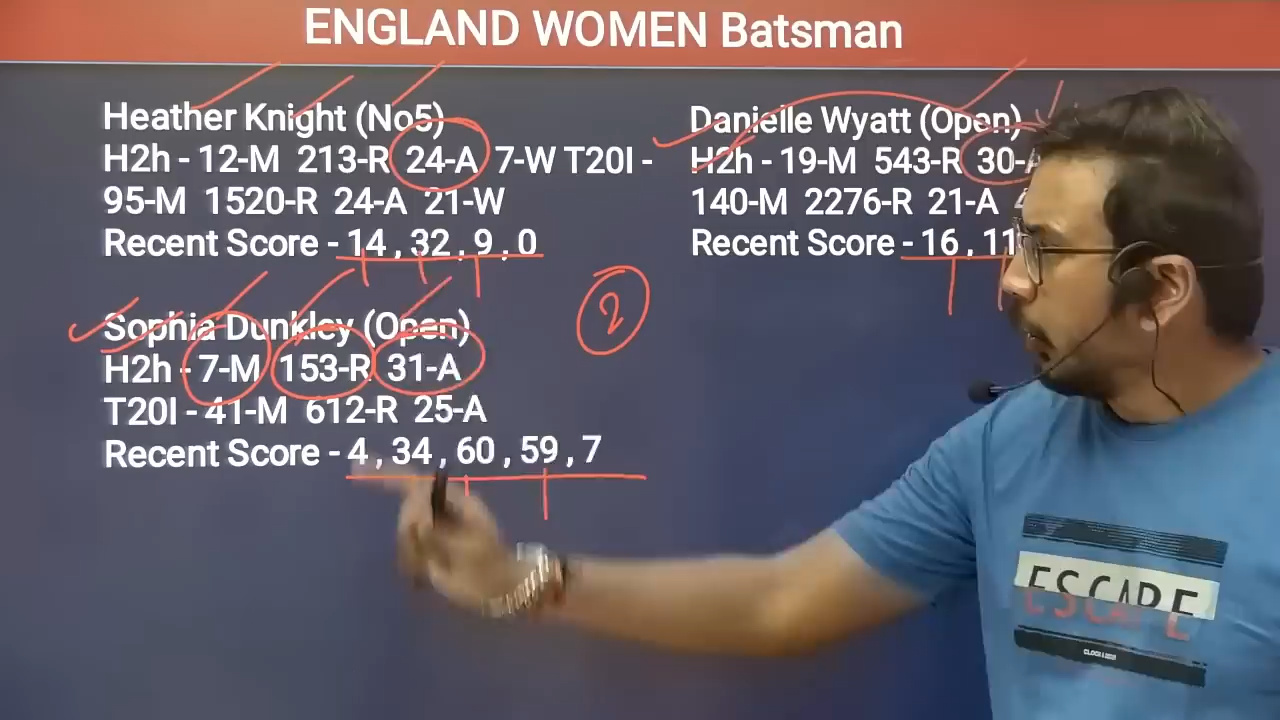 ENGLAND WOMEN Batsman
Heather Knight (No5)
H2h - 12-M 213-R 24-A 7-W T20I -
95-M 1520-R 24-A 21-W
Recent Score - 14 , 32 , 9 , 0
Sophia Dunkley (Open)
H2h - 7-M 153-R 31-A
T20I - 41-M 612-R 25-A
Recent Score - 4 , 34 , 60 , 59 , 7
2
Danielle Wyatt (Open)
H2h - 19-M 543-R 30-A
140-M 2276-R 21-A
Recent Score - 16 , 11
ESCAPE
ESCAPE